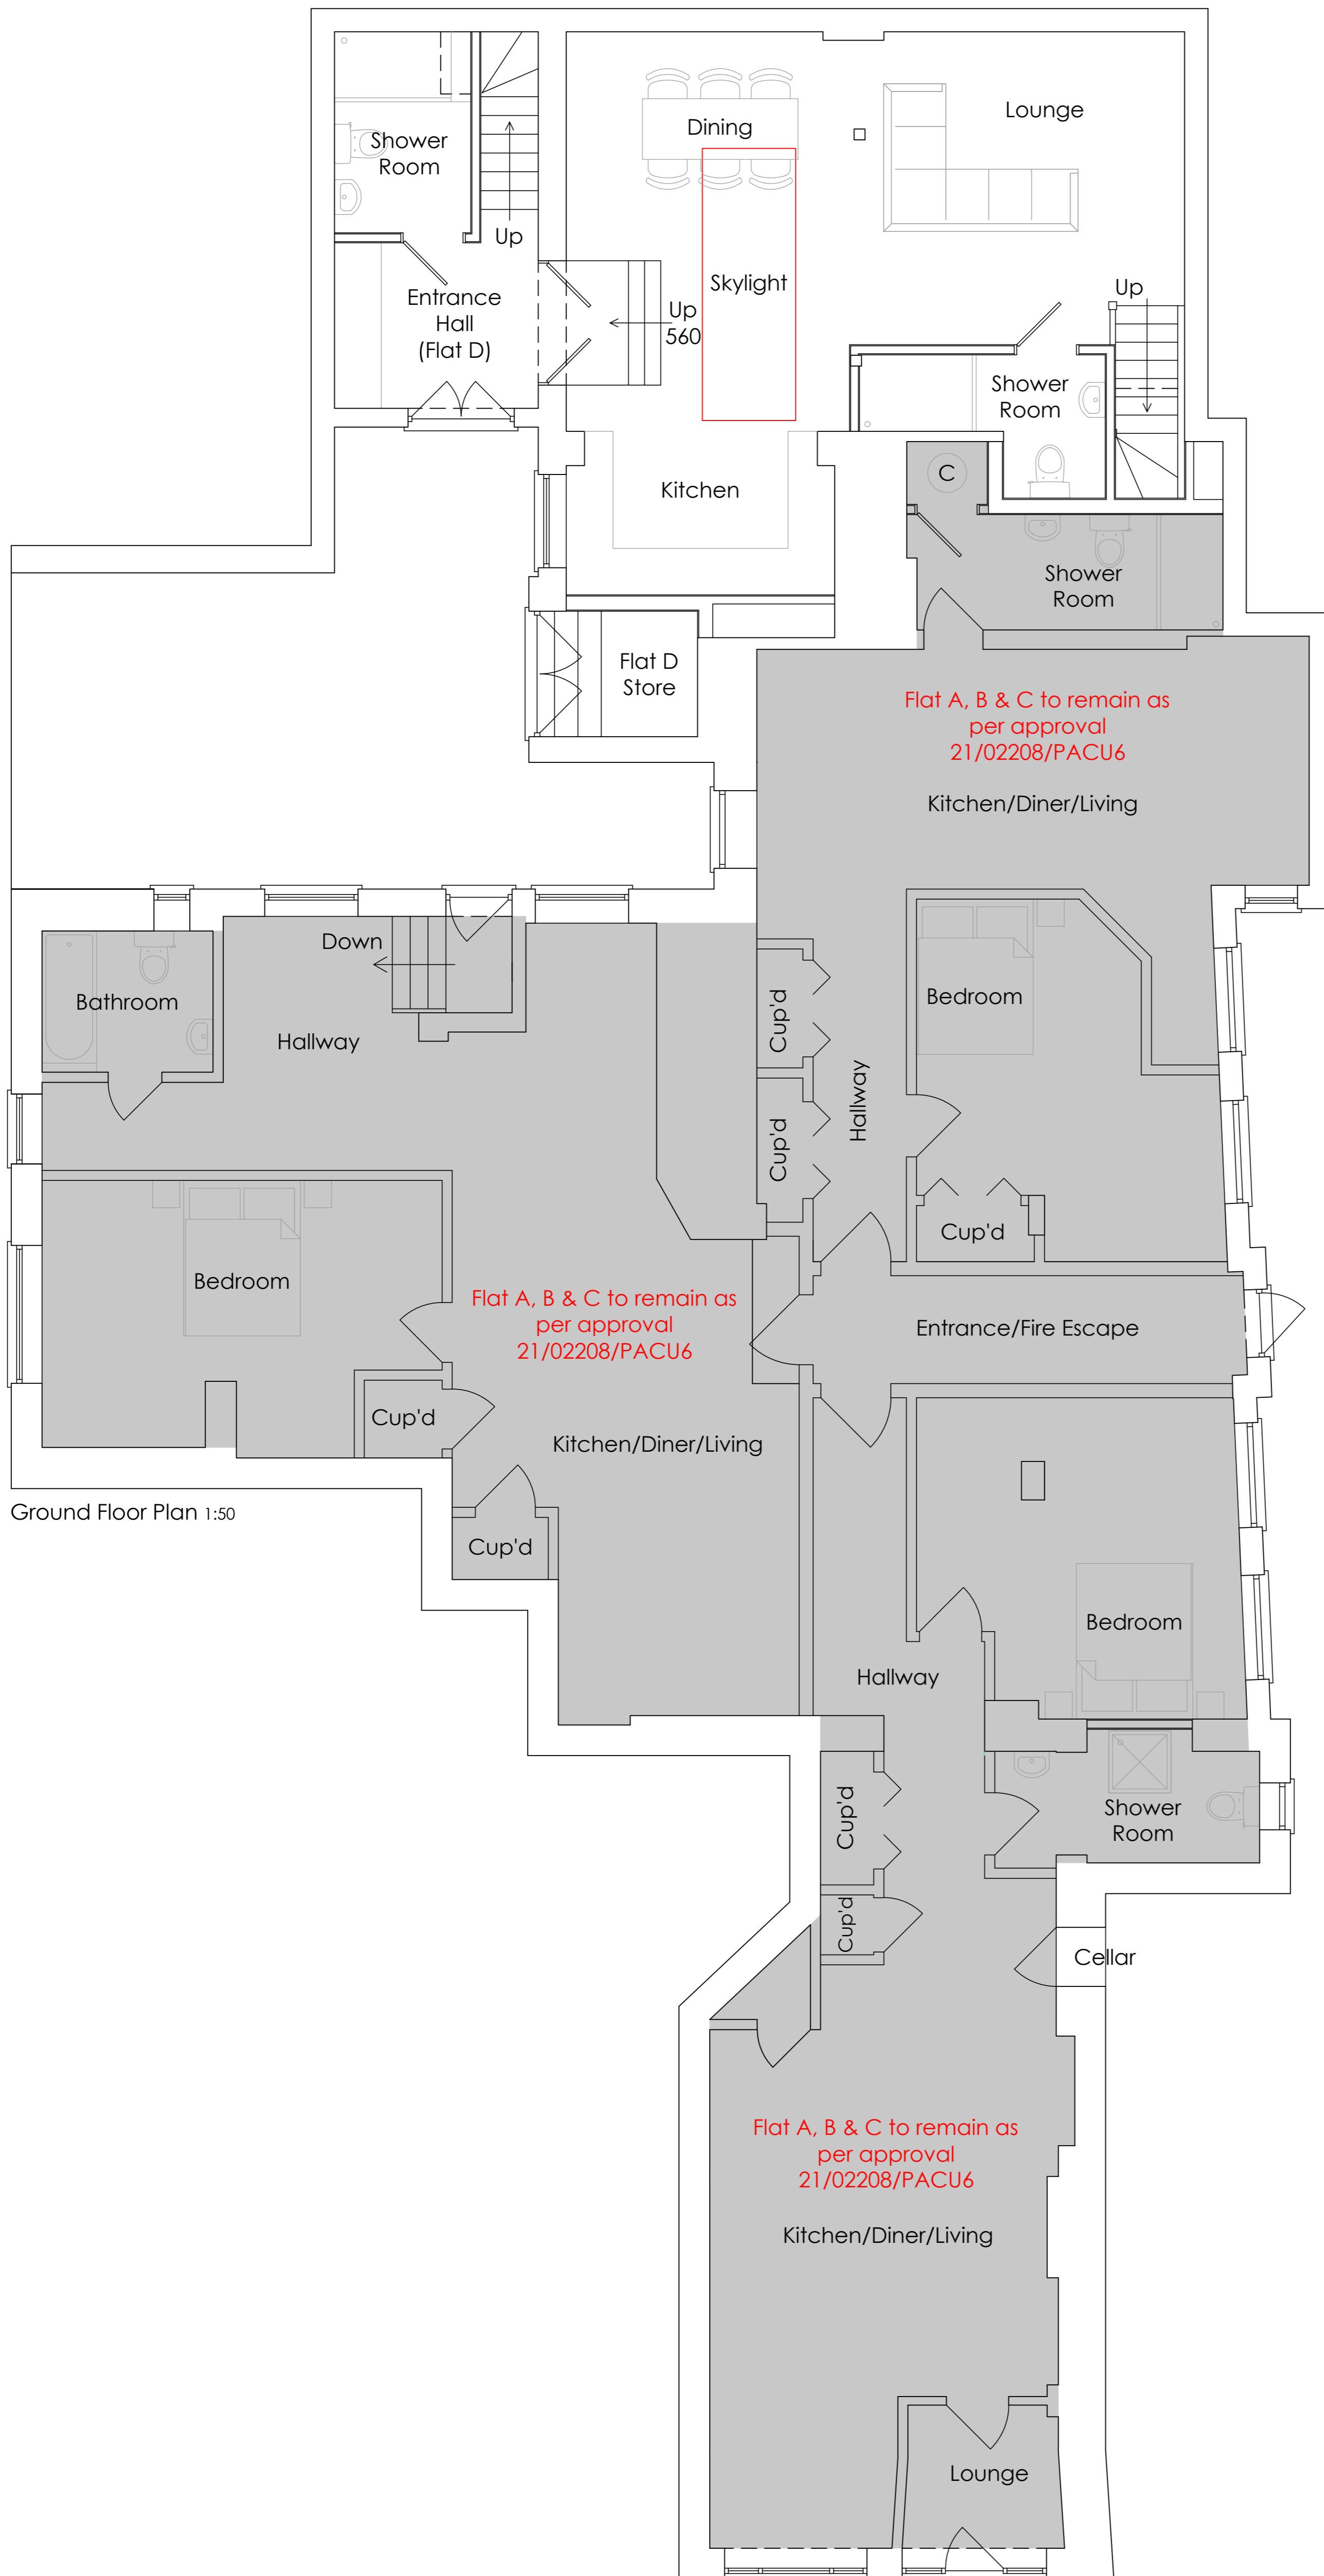 Lounge
Dining
Shower
Room
Up
Skylight
Up
Entrance
Hall
(Flat D)
Up
560
Shower
Room
C
Kitchen
Shower
Room
Flat D
Store
Flat A, B & C to remain as
per approval
21/02208/PACU6
Kitchen/Diner/Living
Down
Bathroom
Hallway
Cup'd
Bedroom
Hallway
Cup'd
Cup'd
Bedroom
Flat A, B & C to remain as
per approval
21/02208/PACU6
Entrance/Fire Escape
Cup'd
Kitchen/Diner/Living
Ground Floor Plan 1:50
Cup'd
Bedroom
Hallway
Cup'd
Shower
Room
Cup'd
Cellar
Flat A, B & C to remain as
per approval
21/02208/PACU6
Kitchen/Diner/Living
Lounge